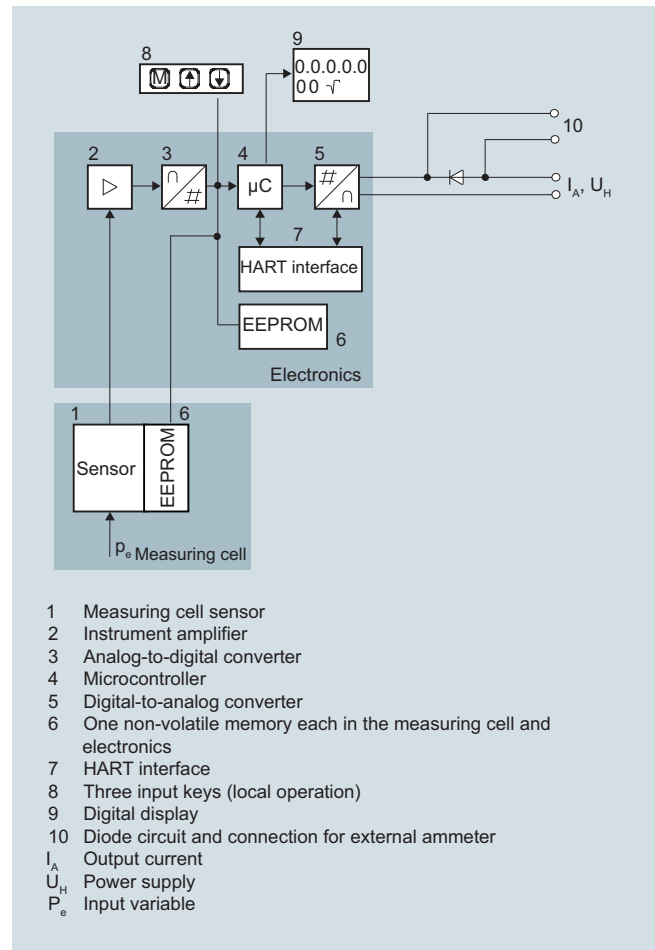 8
M
9
0.0.0.0.0
00 √
10
2
3
4
5
∩
#
µC
#
∩
I_A, U_H
7
HART interface
EEPROM
6
Electronics
1
6
Sensor
EEPROM
p_e Measuring cell
1 Measuring cell sensor
2 Instrument amplifier
3 Analog-to-digital converter
4 Microcontroller
5 Digital-to-analog converter
6 One non-volatile memory each in the measuring cell and
electronics
7 HART interface
8 Three input keys (local operation)
9 Digital display
10 Diode circuit and connection for external ammeter
I_A Output current
U_H Power supply
P_e Input variable